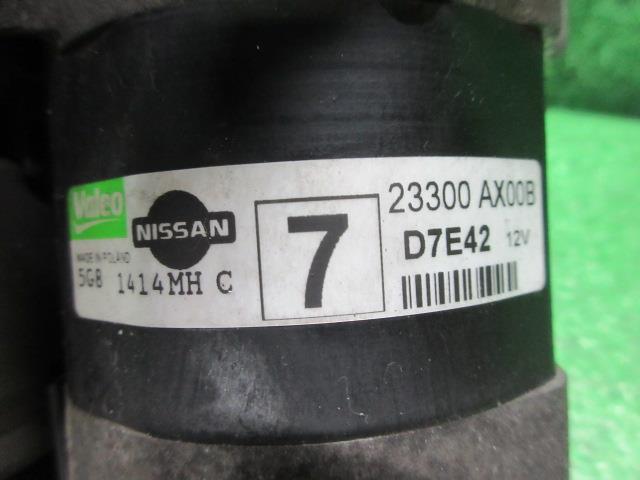 Valeo
NISSAN
MADE IN POLAND
5GB 1414MH C
7
23300 AX00B
D7E42 12V